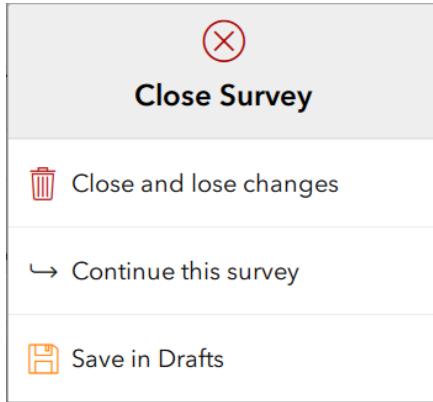 Close Survey
Close and lose changes
Continue this survey
Save in Drafts